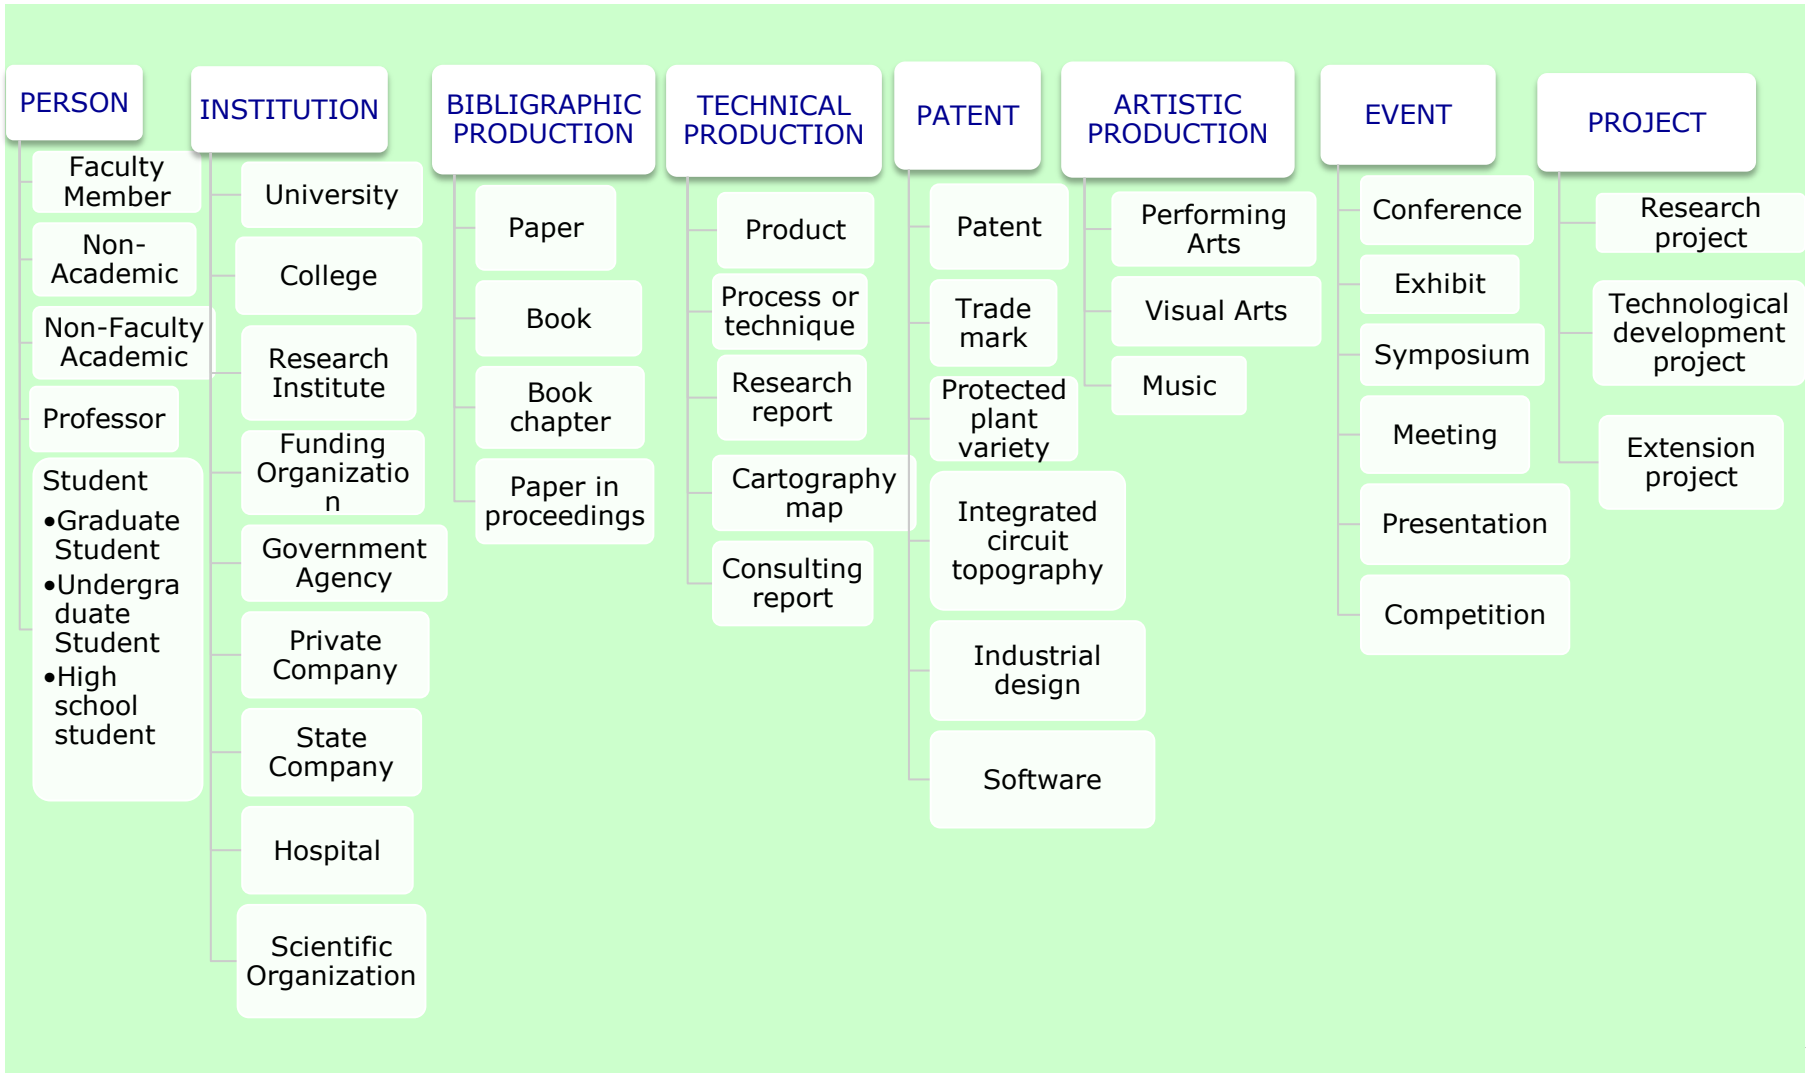 PERSON
Faculty
Member
Non-
Academic
Non-Faculty
Academic
Professor
Student
•Graduate
Student
•Undergra
duate
Student
•High
school
student
INSTITUTION
University
College
Research
Institute
Funding
Organizatio
n
Government
Agency
Private
Company
State
Company
Hospital
Scientific
Organization
BIBLIGRAPHIC
PRODUCTION
Paper
Book
Book
chapter
Paper in
proceedings
TECHNICAL
PRODUCTION
Product
Process or
technique
Research
report
Cartography
map
Consulting
report
PATENT
Patent
Trade
mark
Protected
plant
variety
Integrated
circuit
topography
Industrial
design
Software
ARTISTIC
PRODUCTION
Performing
Arts
Visual Arts
Music
EVENT
Conference
Exhibit
Symposium
Meeting
Presentation
Competition
PROJECT
Research
project
Technological
development
project
Extension
project